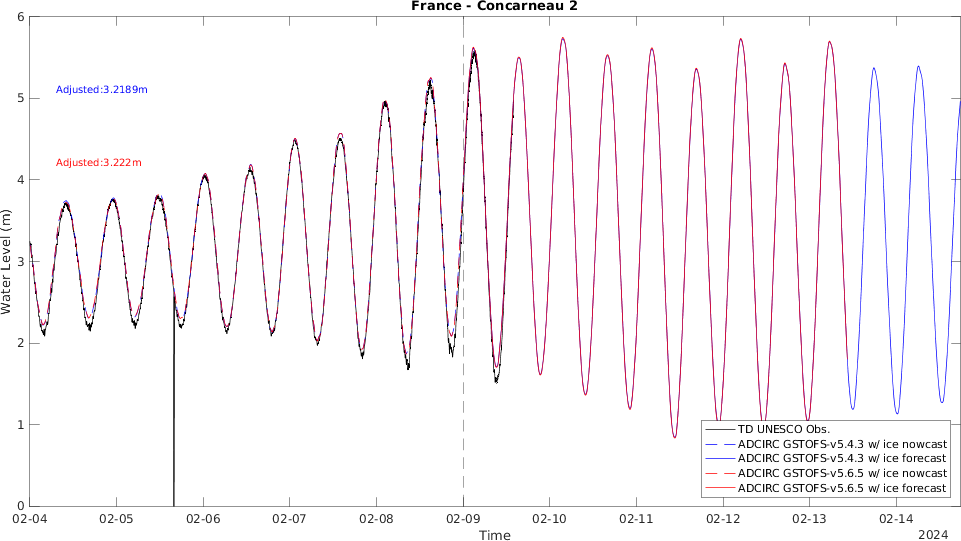 France - Concarneau 2
6
Adjusted:3.2189m
5
Adjusted:3.222m
4
3
2
1
0
Water Level (m)
TD UNESCO Obs.
ADCIRC GSTOFS-v5.4.3 w/ ice nowcast
ADCIRC GSTOFS-v5.4.3 w/ ice forecast
ADCIRC GSTOFS-v5.6.5 w/ ice nowcast
ADCIRC GSTOFS-v5.6.5 w/ ice forecast
02-04 02-05 02-06 02-07 02-08 02-09 02-10 02-11 02-12 02-13 02-14
Time
2024